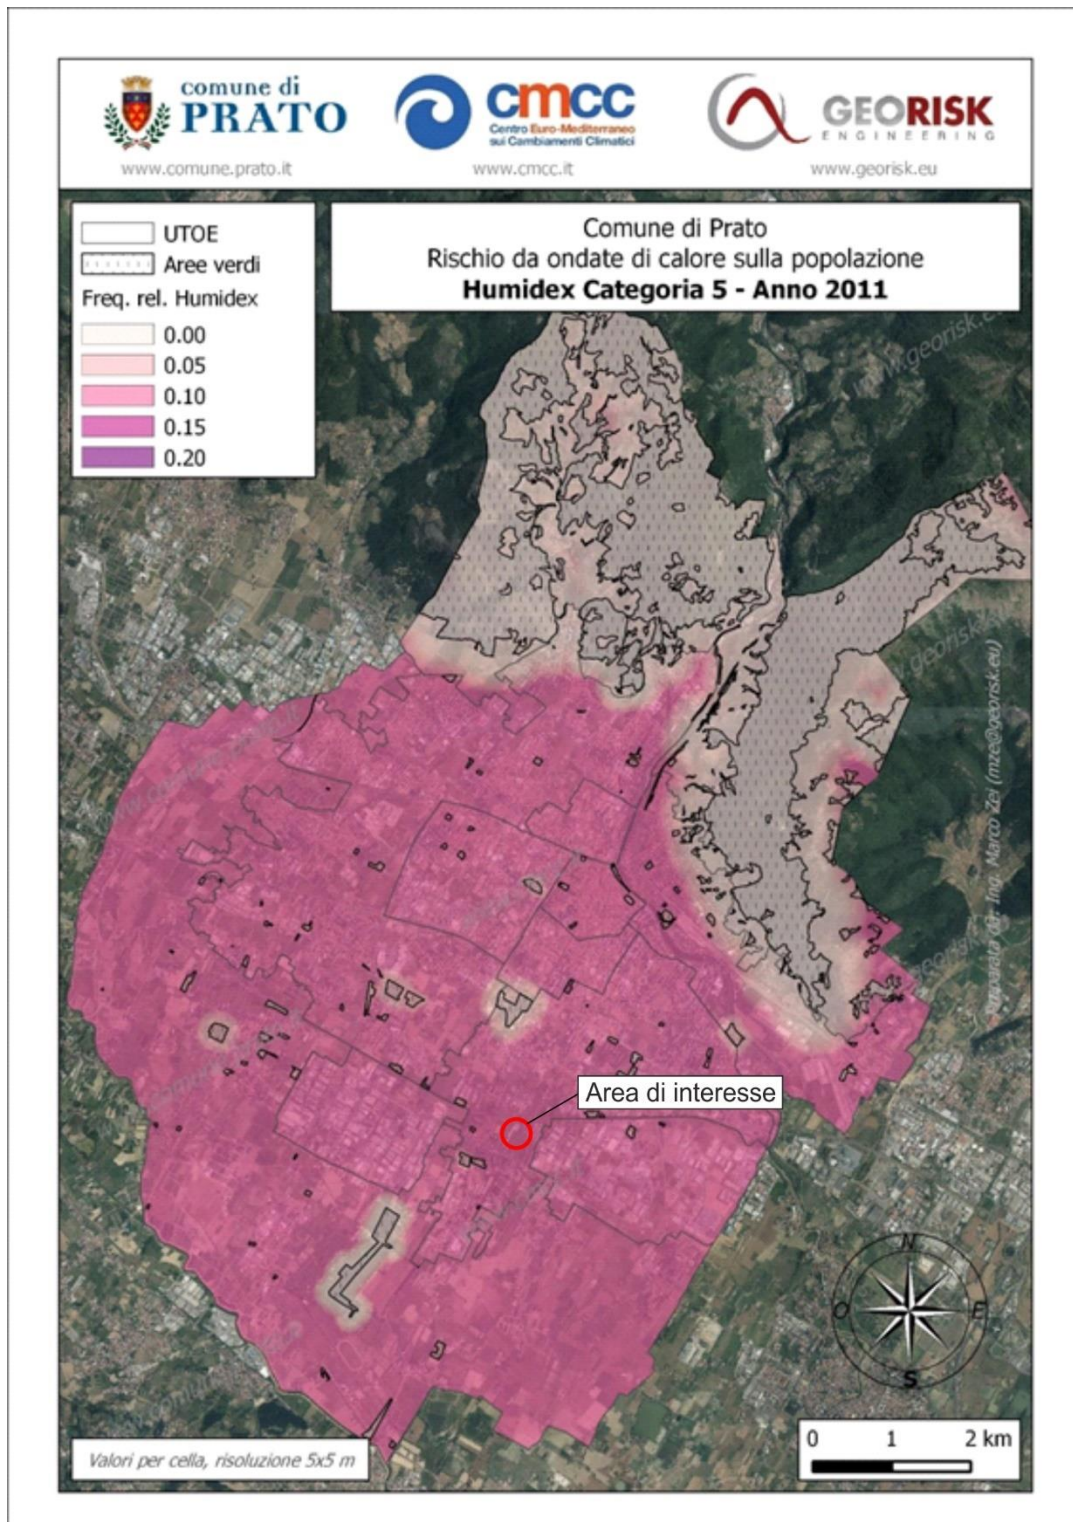 comune di
PRATO
www.comune.prato.it
cmcc
Centro Euro-Mediterraneo
sui Cambiamenti Climatici
www.cmcc.it
GEORISK
ENGINEERING
www.georisk.eu
UTOE
Aree verdi
Freq. rel. Humidex
0.00
0.05
0.10
0.15
0.20
Comune di Prato
Rischio da ondate di calore sulla popolazione
Humidex Categoria 5 - Anno 2011
Area di interesse
N
O
E
S
0 1 2 km
Valori per cella, risoluzione 5x5 m